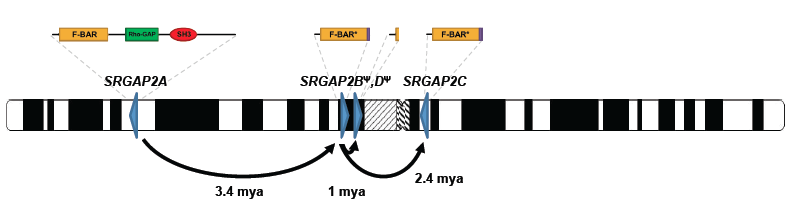 F-BAR Rho-GAP SH3 F-BAR* F-BAR*
SRGAP2A SRGAP2Bᴪ,Dᴪ SRGAP2C
3.4 mya 1 mya 2.4 mya